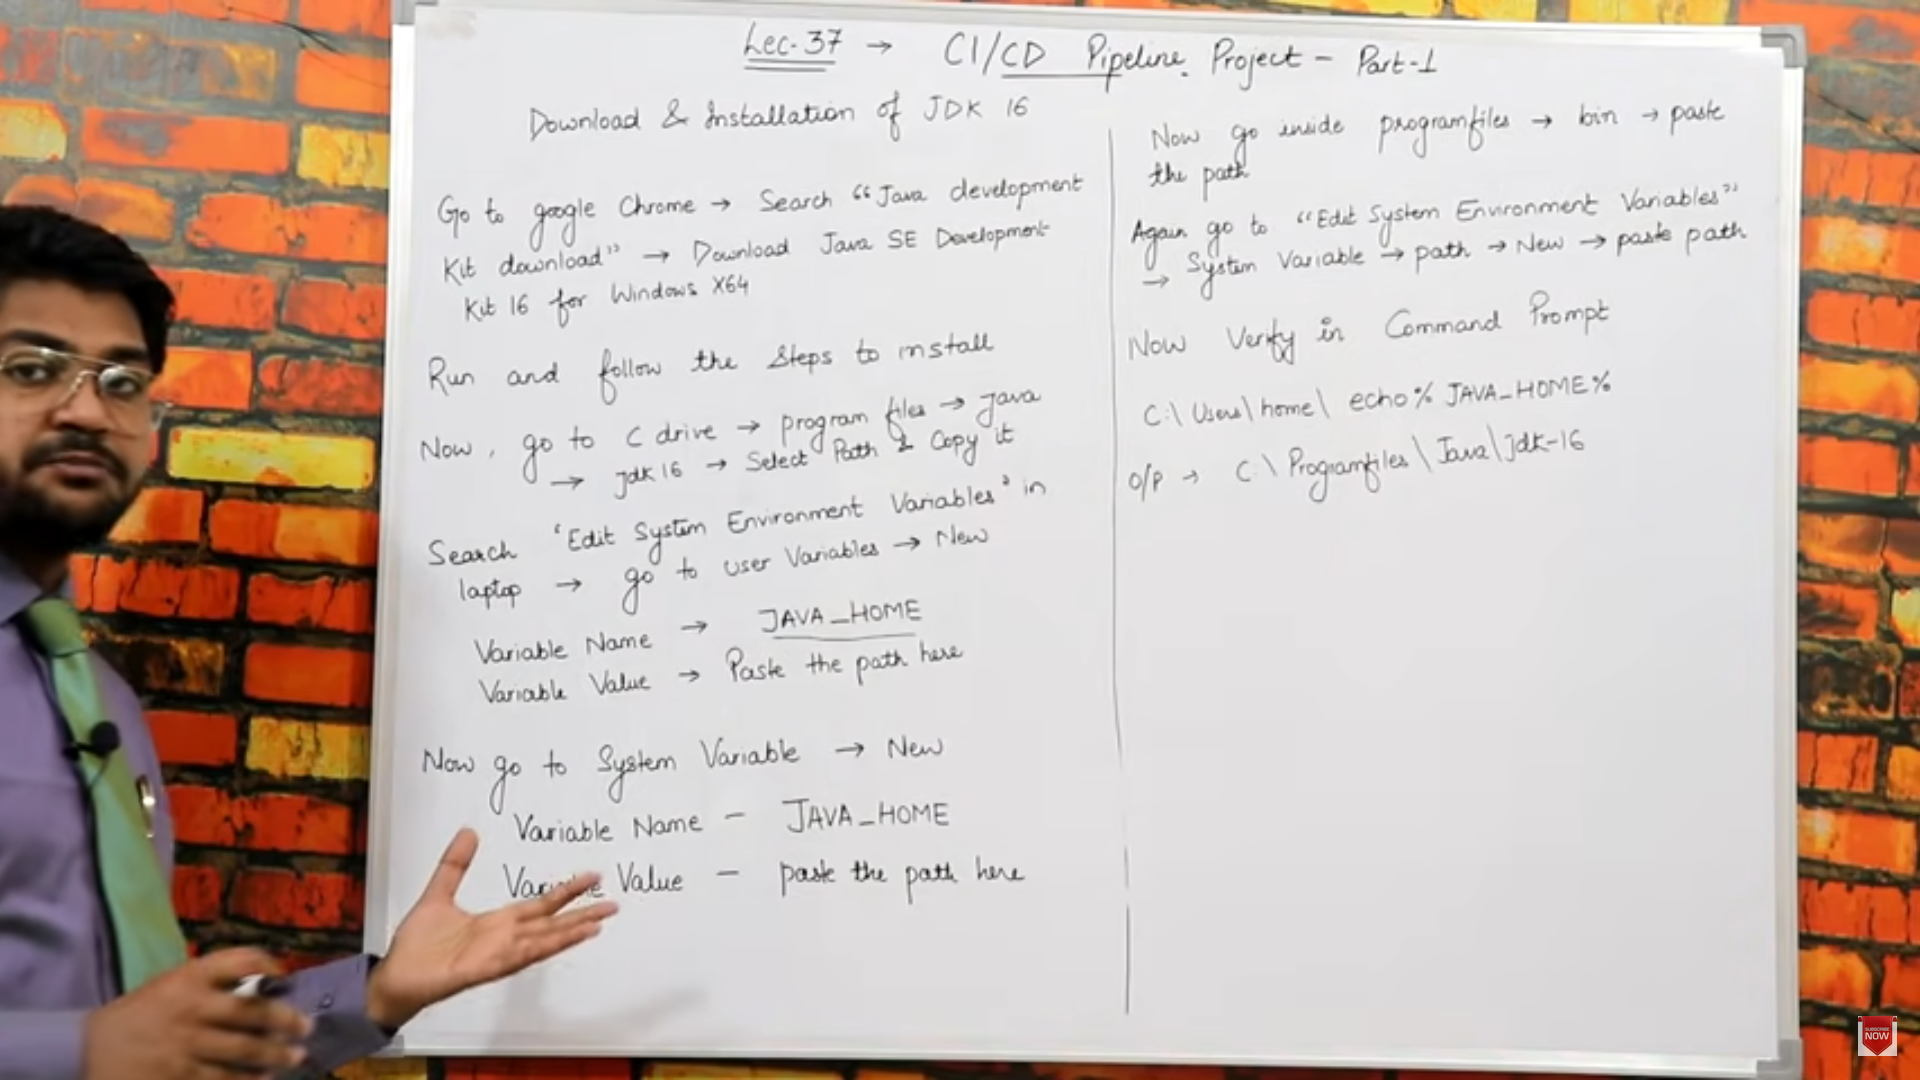 Lec-37 → CI/CD Pipeline Project - Part-1
Download & Installation of JDK 16
Go to google Chrome → Search “Java development
Kit download” → Download Java SE Development
Kit 16 for Windows X64
Run and follow the Steps to install
Now, go to C drive → program files → java
→ jdk 16 → Select Path & Copy it
Search ‘Edit System Environment Variables’ in
laptop → go to user Variables → New
Variable Name → JAVA_HOME
Variable Value → Paste the path here
Now go to System Variable → New
Variable Name - JAVA_HOME
Variable Value - paste the path here
Now go inside programfiles → bin → paste
the path
Again go to “Edit System Environment Variables”
→ System Variable → path → New → paste path
Now Verify in Command Prompt
C:\Users\home\ echo% JAVA_HOME%
O/P → C:\Programfiles\Java\jdk-16
SUBSCRIBE
NOW